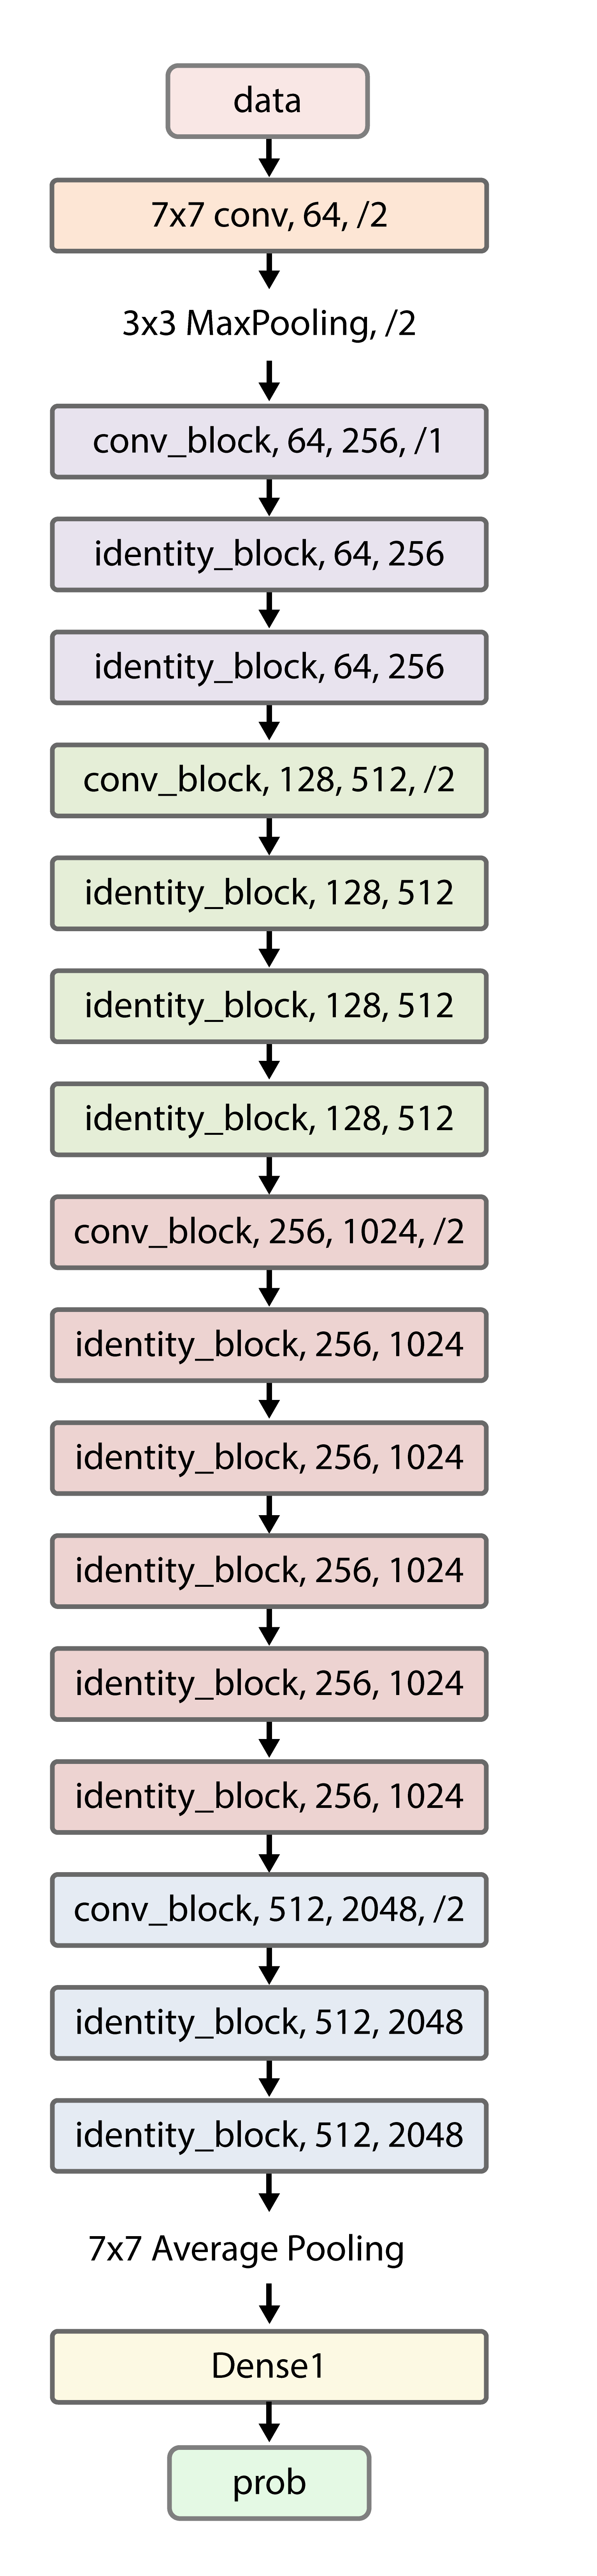 data
7x7 conv, 64, /2
3x3 MaxPooling, /2
conv_block, 64, 256, /1
identity_block, 64, 256
identity_block, 64, 256
conv_block, 128, 512, /2
identity_block, 128, 512
identity_block, 128, 512
identity_block, 128, 512
conv_block, 256, 1024, /2
identity_block, 256, 1024
identity_block, 256, 1024
identity_block, 256, 1024
identity_block, 256, 1024
identity_block, 256, 1024
conv_block, 512, 2048, /2
identity_block, 512, 2048
identity_block, 512, 2048
7x7 Average Pooling
Dense1
prob